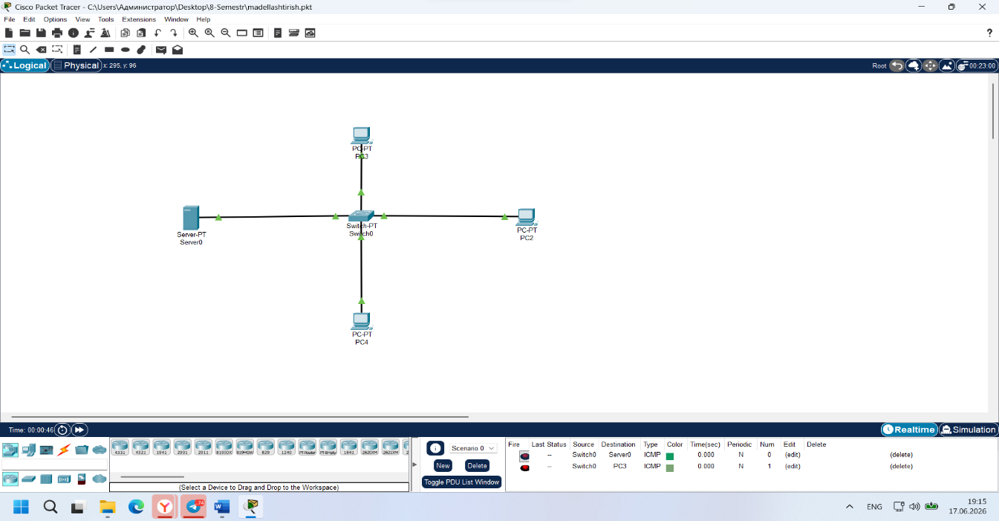 Cisco Packet Tracer - C:\Users\Администратор\Desktop\8-Semestr\madellashtirish.pkt
File Edit Options View Tools Extensions Window Help
?
Logical Physical x: 295, y: 96 Root 00:23:00
PC-PT
PC3
Switch-PT
Switch0
Server-PT
Server0
PC-PT
PC2
PC-PT
PC4
Time: 00:00:46 Realtime Simulation
4331 4321 1941 2901 2911 819IOX 819HGW 829 1240 PT-Router PT-Empty 1841 2620XM 2621XM
(Select a Device to Drag and Drop to the Workspace)
Scenario 0
New Delete
Toggle PDU List Window
Fire Last Status Source Destination Type Color Time(sec) Periodic Num Edit Delete
-- Switch0 Server0 ICMP 0.000 N 0 (edit) (delete)
-- Switch0 PC3 ICMP 0.000 N 1 (edit) (delete)
74
ENG
19:15
17.06.2026